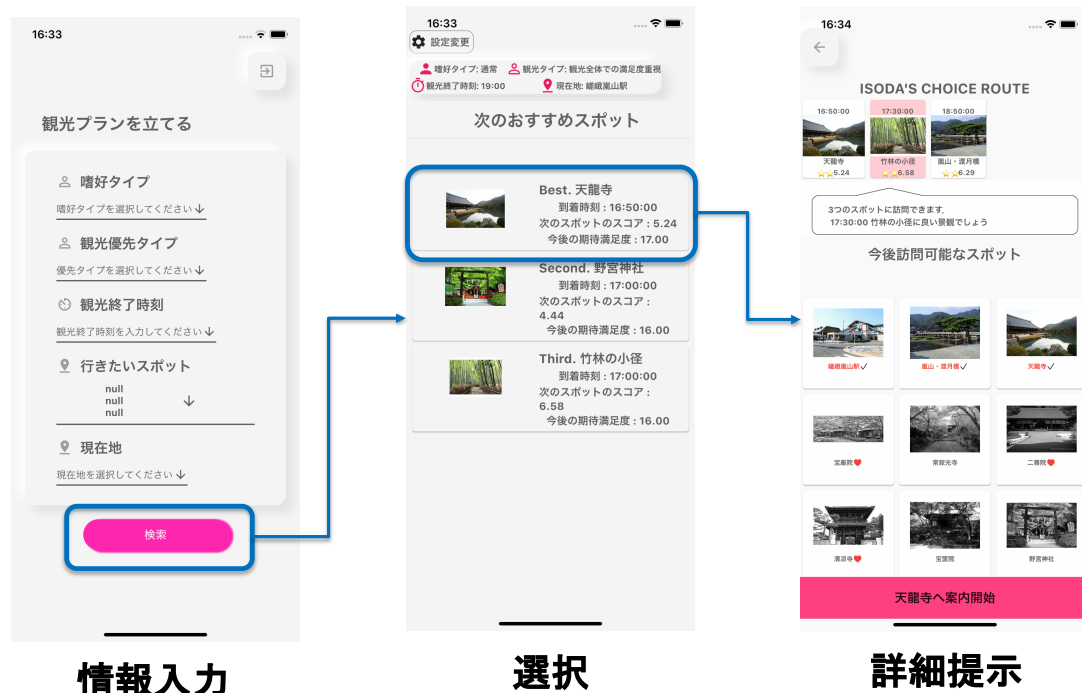 16:33
観光プランを立てる
嗜好タイプ
嗜好タイプを選択してください
観光優先タイプ
優先タイプを選択してください
観光終了時刻
観光終了時刻を入力してください
行きたいスポット
null
null
null
現在地
現在地を選択してください
検索
情報入力
16:33
設定変更
嗜好タイプ: 通常 観光タイプ: 観光全体での満足度重視
観光終了時刻: 19:00 現在地: 嵯峨嵐山駅
次のおすすめスポット
Best. 天龍寺
到着時刻 : 16:50:00
次のスポットのスコア : 5.24
今後の期待満足度 : 17.00
Second. 野宮神社
到着時刻 : 17:00:00
次のスポットのスコア :
4.44
今後の期待満足度 : 16.00
Third. 竹林の小径
到着時刻 : 17:00:00
次のスポットのスコア :
6.58
今後の期待満足度 : 16.00
選択
16:34
ISODA'S CHOICE ROUTE
16:50:00 17:30:00 18:50:00
天龍寺 竹林の小径 嵐山・渡月橋
5.24 6.58 6.29
3つのスポットに訪問できます.
17:30:00 竹林の小径に良い景観でしょう
今後訪問可能なスポット
嵯峨嵐山駅 嵐山・渡月橋 天龍寺
宝厳院 常寂光寺 二尊院
清凉寺 宝筐院 野宮神社
天龍寺へ案内開始
詳細提示